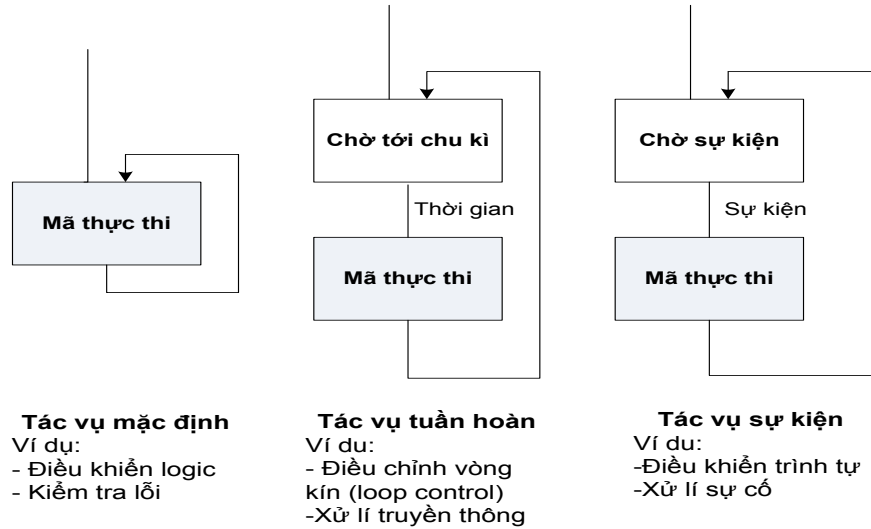 Mã thực thi
Tác vụ mặc định
Ví dụ:
- Điều khiển logic
- Kiểm tra lỗi
Chờ tới chu kì
Thời gian
Mã thực thi
Tác vụ tuần hoàn
Ví du:
- Điều chỉnh vòng
kín (loop control)
-Xử lí truyền thông
Chờ sự kiện
Sự kiện
Mã thực thi
Tác vụ sự kiện
Ví du:
-Điều khiển trình tự
-Xử lí sự cố